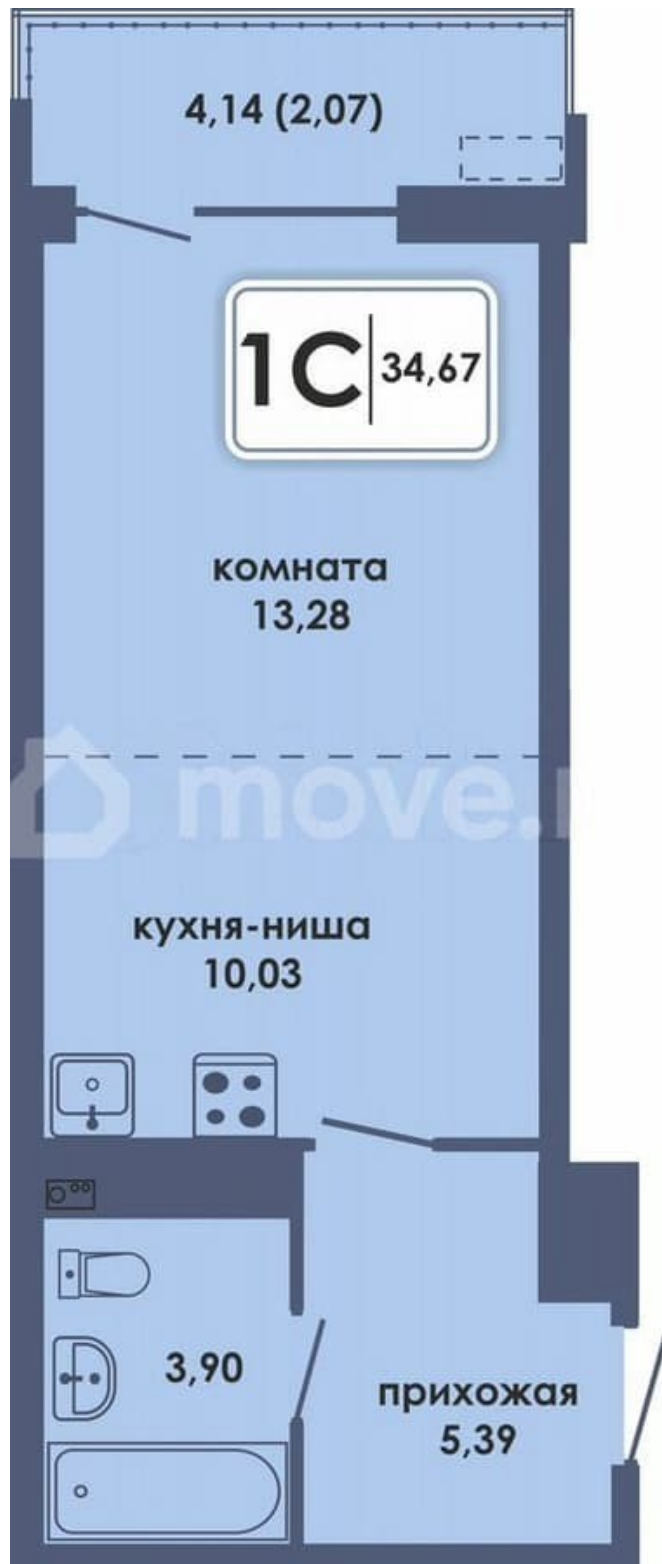 4,14 (2,07)
1С 34,67
комната
13,28
move.
кухня-ниша
10,03
3,90
прихожая
5,39